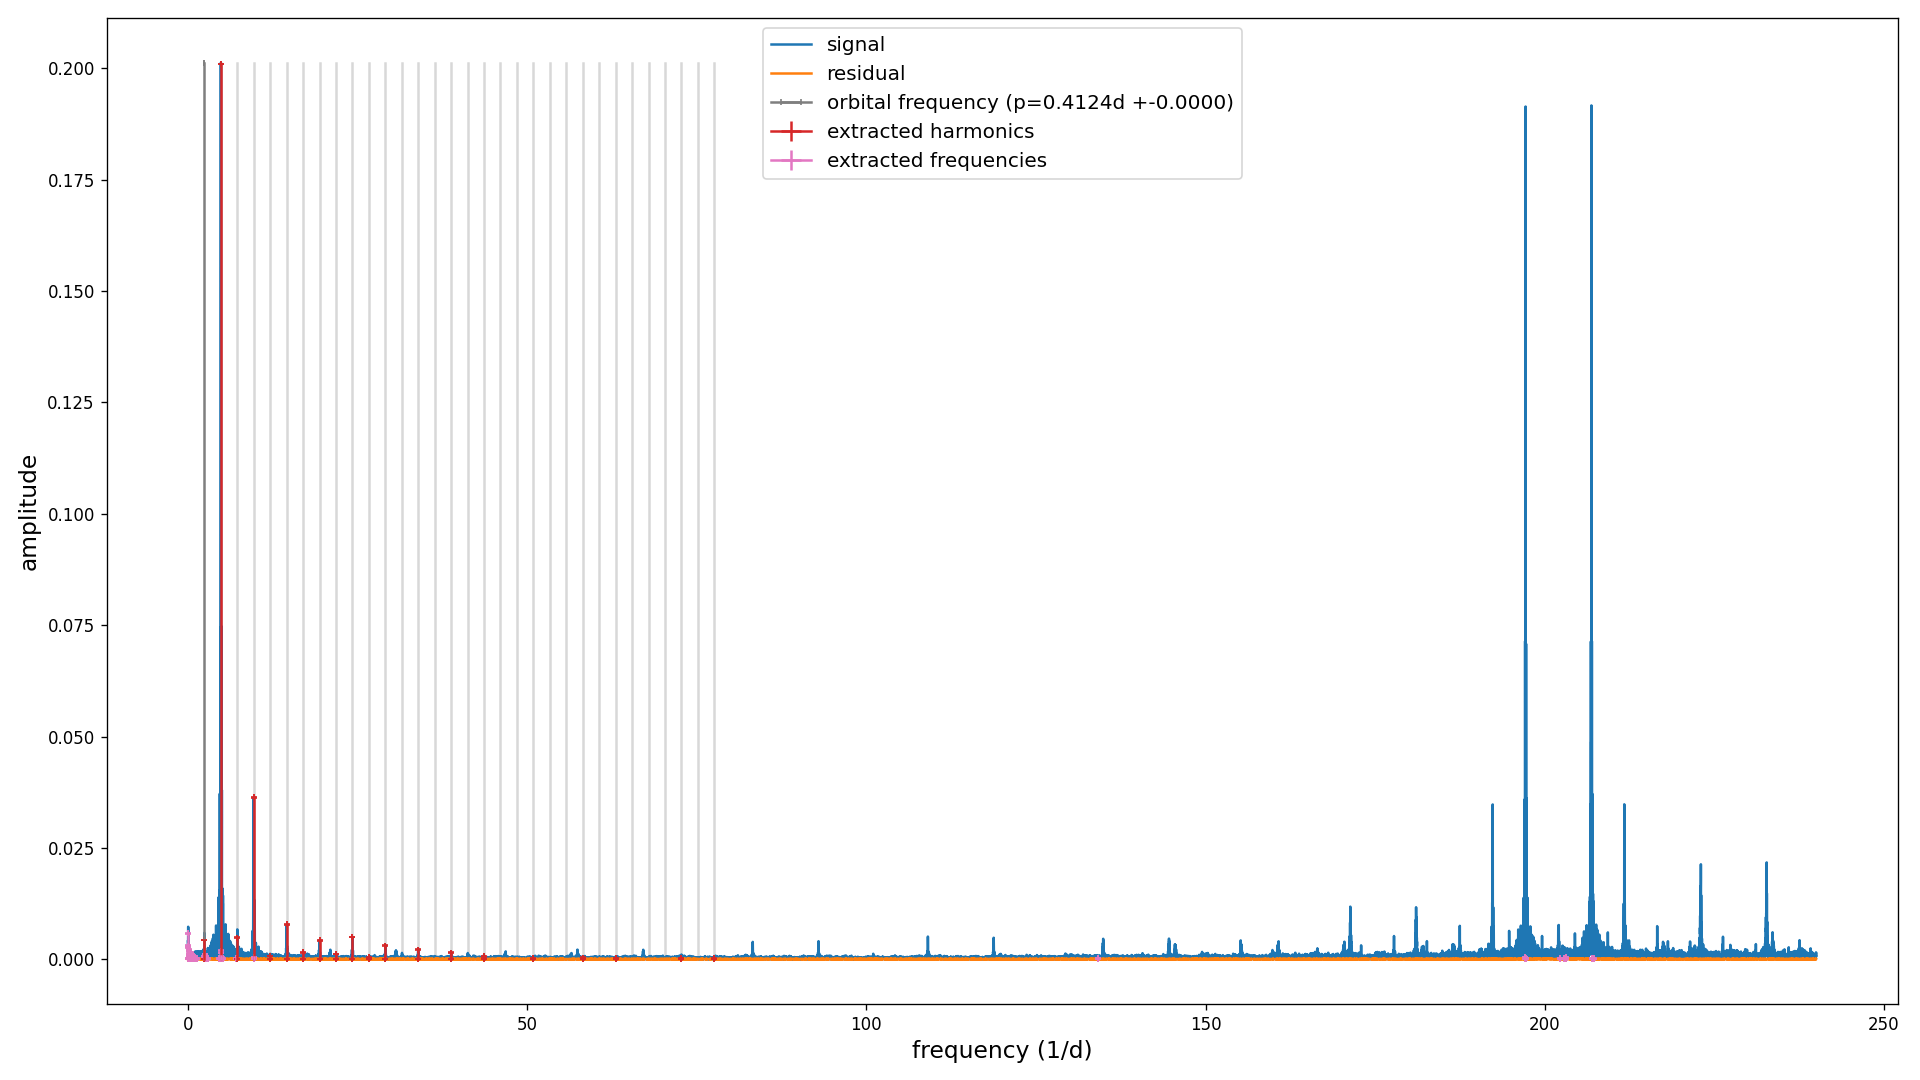 signal
residual
orbital frequency (p=0.4124d +-0.0000)
extracted harmonics
extracted frequencies
0.200
0.175
0.150
0.125
0.100
0.075
0.050
0.025
0.000
amplitude
0 50 100 150 200 250
frequency (1/d)